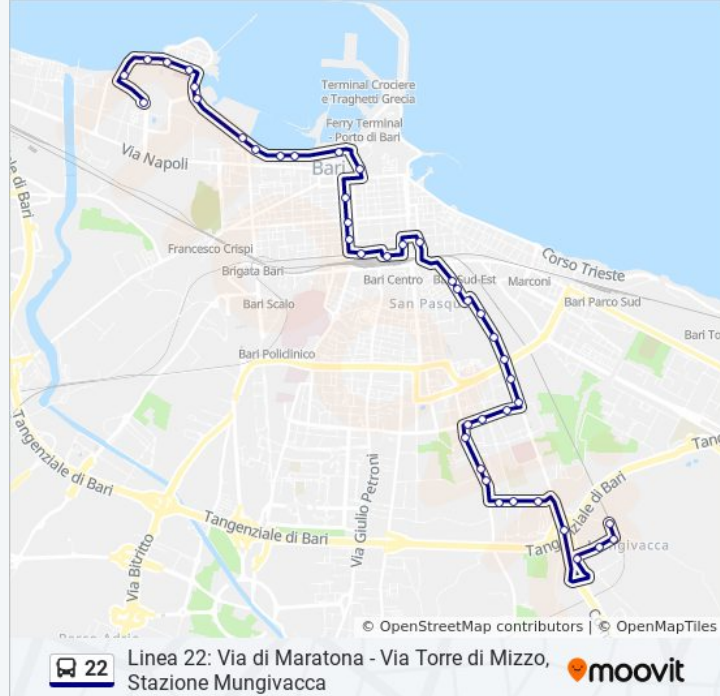 Terminal Crociere
e Traghetti Grecia
Ferry Terminal
- Porto di Bari
Via Napoli
Bari
le di Bari
Francesco Crispi
Brigata Bari
Bari Centro
Bari Sud-Est
Marconi
Corso Trieste
Bari Scalo
San Pasqu
Bari Parco Sud
Bari To
Bari Policlinico
Tangenziale di Bari
Via Giulio Petroni
Tang
Tangenziale di Bari
Tangenziale di Bari
Via Bitritto
Mungivacca
C
© OpenStreetMap contributors | © OpenMapTiles
22
Linea 22: Via di Maratona - Via Torre di Mizzo,
Stazione Mungivacca
moovit